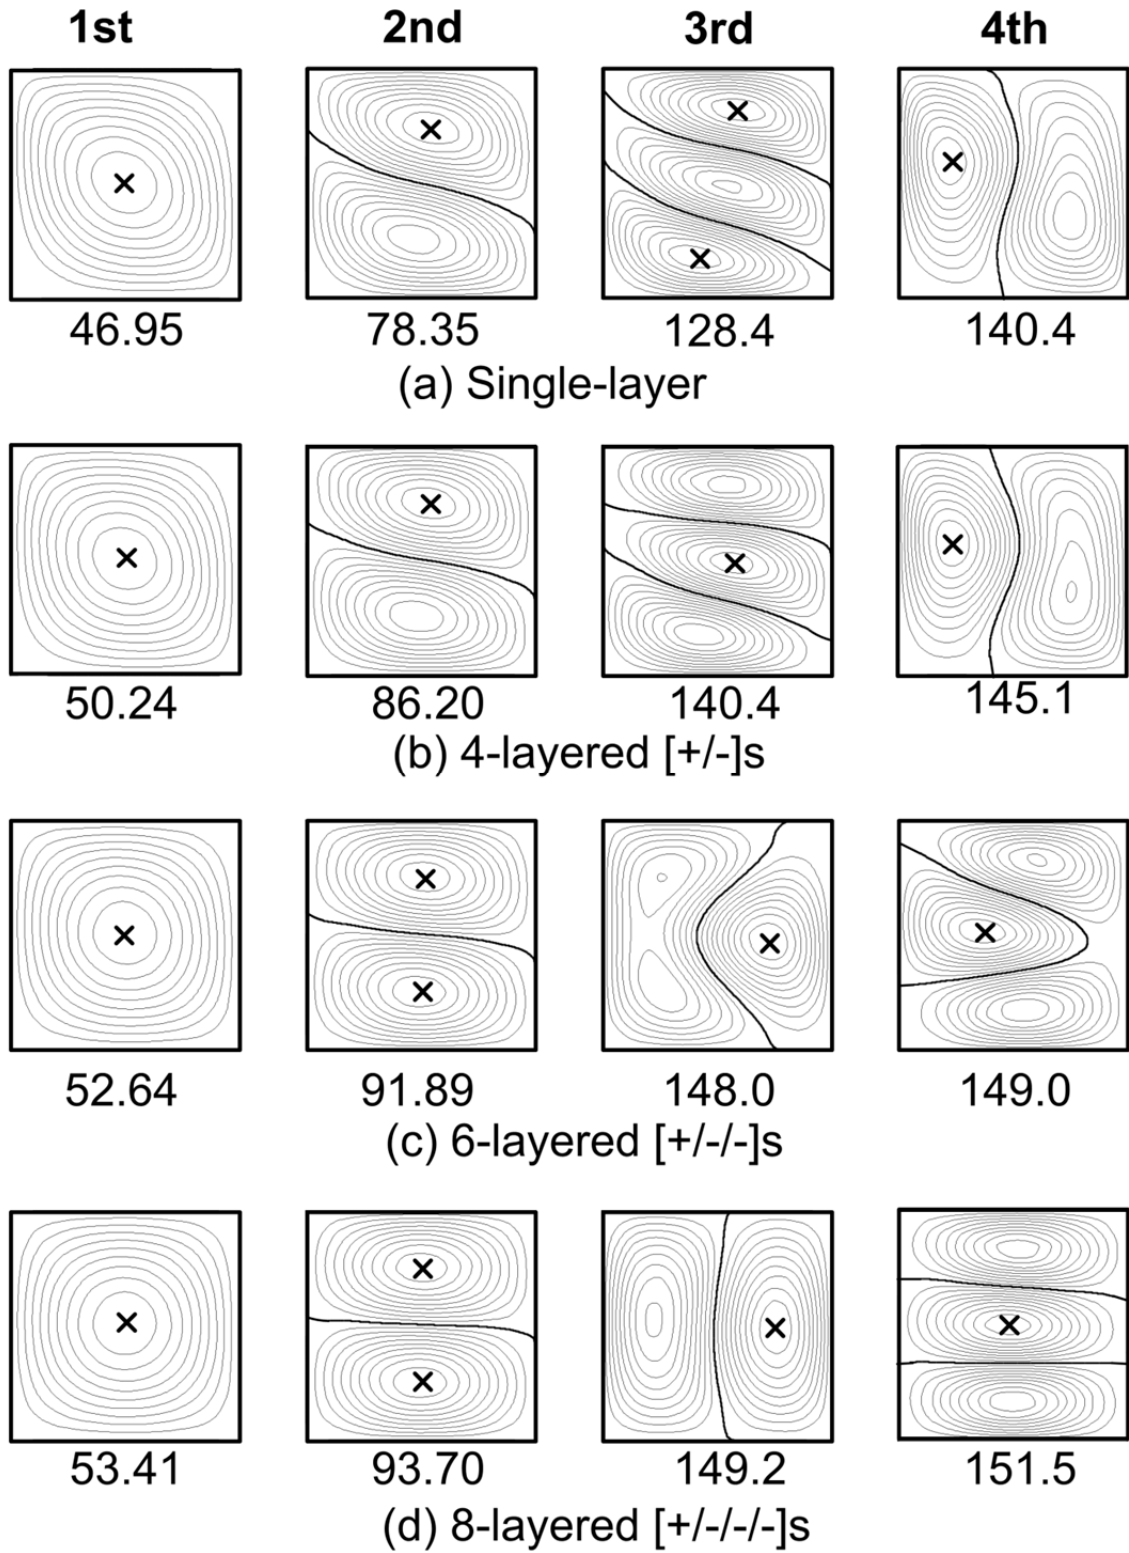 1st 2nd 3rd 4th
46.95 78.35 128.4 140.4
(a) Single-layer
50.24 86.20 140.4 145.1
(b) 4-layered [+/-]s
52.64 91.89 148.0 149.0
(c) 6-layered [+/-/-]s
53.41 93.70 149.2 151.5
(d) 8-layered [+/-/-/-]s